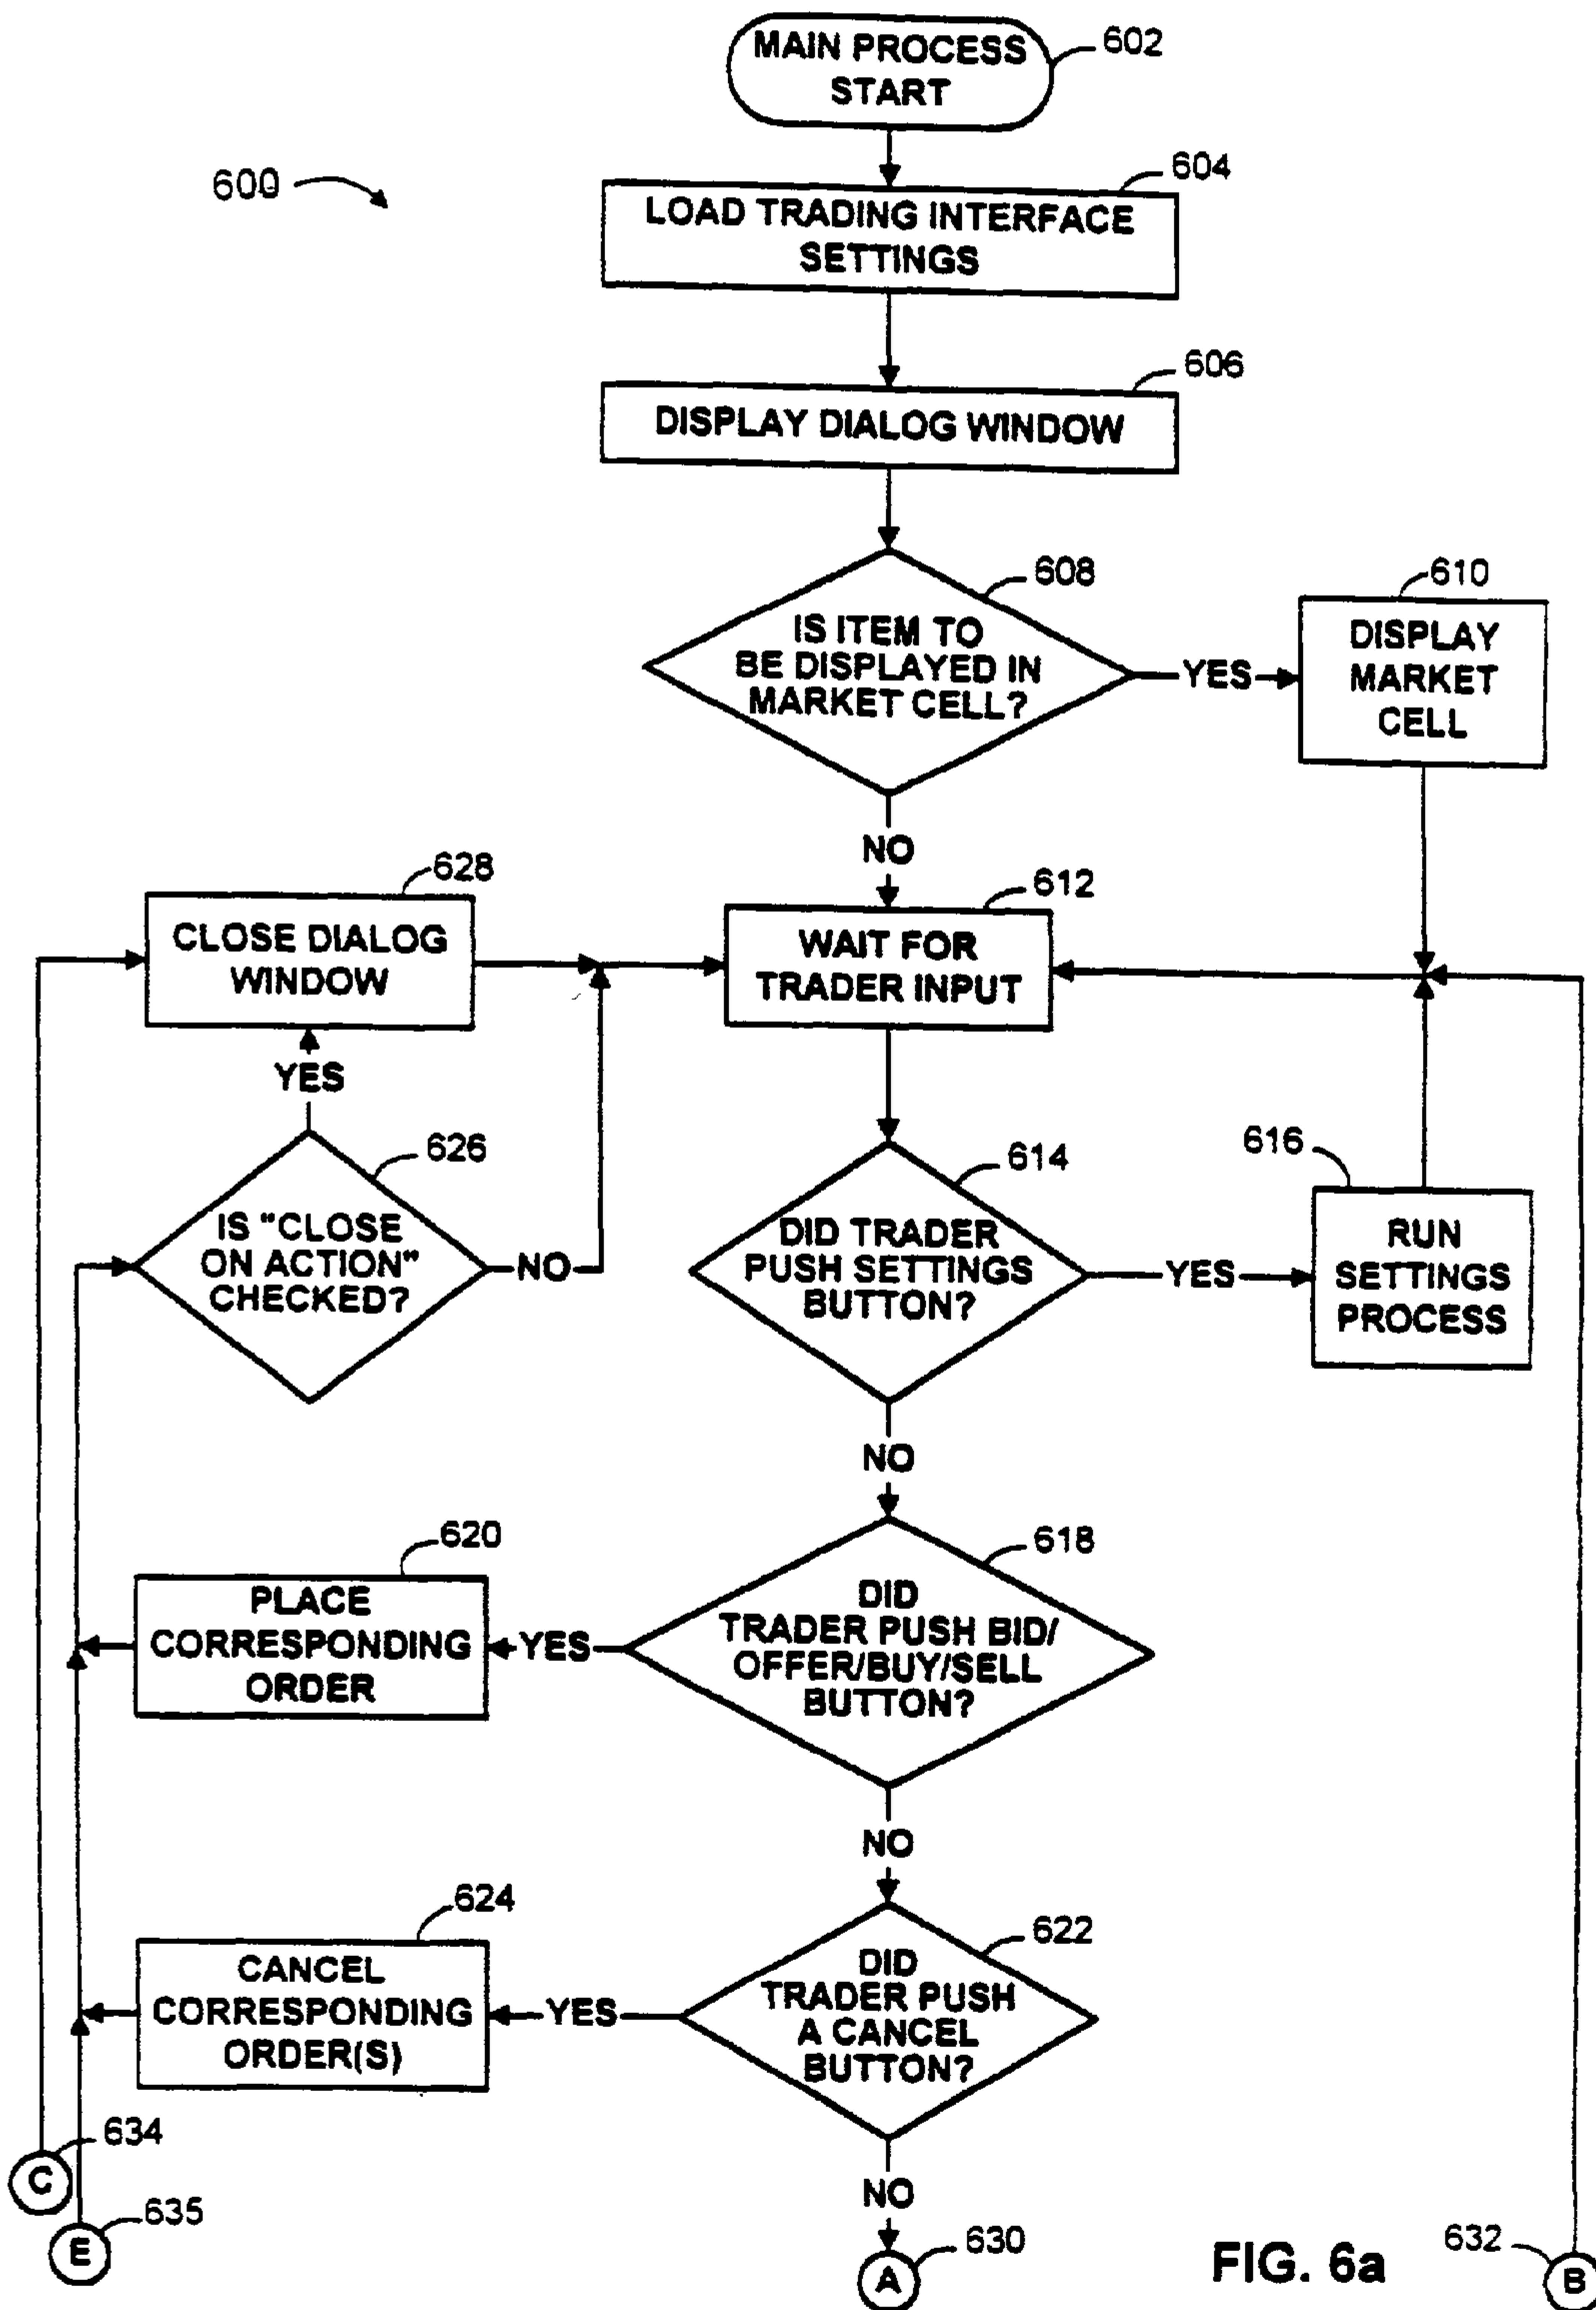 MAIN PROCESS
START
602
600
604
LOAD TRADING INTERFACE
SETTINGS
606
DISPLAY DIALOG WINDOW
608
IS ITEM TO
BE DISPLAYED IN
MARKET CELL?
YES
610
DISPLAY
MARKET
CELL
NO
628
CLOSE DIALOG
WINDOW
612
WAIT FOR
TRADER INPUT
YES
626
IS "CLOSE
ON ACTION"
CHECKED?
NO
614
DID TRADER
PUSH SETTINGS
BUTTON?
YES
616
RUN
SETTINGS
PROCESS
NO
620
PLACE
CORRESPONDING
ORDER
YES
618
DID
TRADER PUSH BID/
OFFER/BUY/SELL
BUTTON?
NO
624
CANCEL
CORRESPONDING
ORDER(S)
YES
622
DID
TRADER PUSH
A CANCEL
BUTTON?
NO
634
C
635
E
630
A
FIG. 6a
632
B